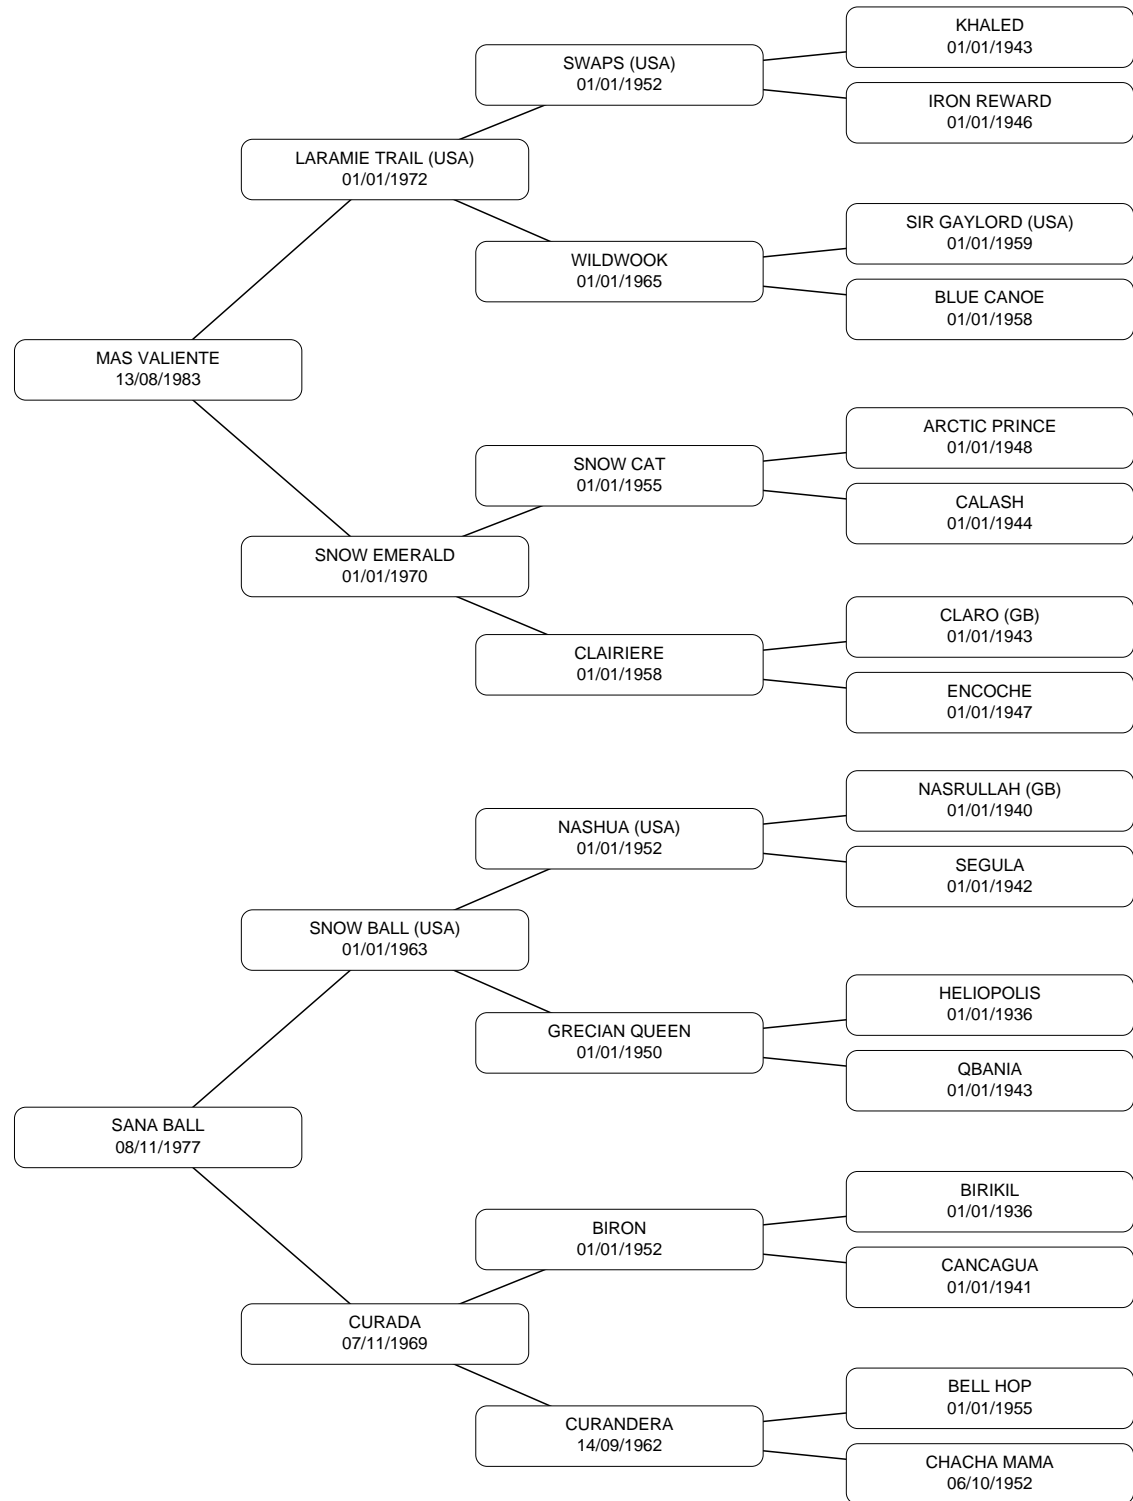 KHALED
01/01/1943
SWAPS (USA)
01/01/1952
IRON REWARD
01/01/1946
LARAMIE TRAIL (USA)
01/01/1972
SIR GAYLORD (USA)
01/01/1959
WILDWOOK
01/01/1965
BLUE CANOE
01/01/1958
MAS VALIENTE
13/08/1983
ARCTIC PRINCE
01/01/1948
SNOW CAT
01/01/1955
CALASH
01/01/1944
SNOW EMERALD
01/01/1970
CLARO (GB)
01/01/1943
CLAIRIERE
01/01/1958
ENCOCHE
01/01/1947
NASRULLAH (GB)
01/01/1940
NASHUA (USA)
01/01/1952
SEGULA
01/01/1942
SNOW BALL (USA)
01/01/1963
HELIOPOLIS
01/01/1936
GRECIAN QUEEN
01/01/1950
QBANIA
01/01/1943
SANA BALL
08/11/1977
BIRIKIL
01/01/1936
BIRON
01/01/1952
CANCAGUA
01/01/1941
CURADA
07/11/1969
BELL HOP
01/01/1955
CURANDERA
14/09/1962
CHACHA MAMA
06/10/1952